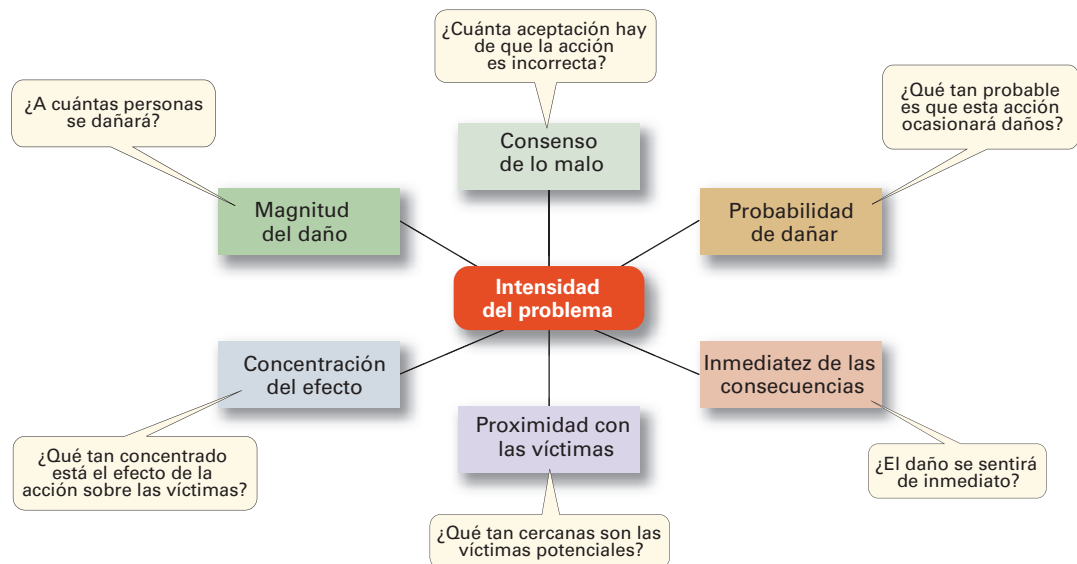 ¿Cuánta aceptación hay
de que la acción
es incorrecta?
¿A cuántas personas
se dañará?
¿Qué tan probable
es que esta acción
ocasionará daños?
Consenso
de lo malo
Magnitud
del daño
Probabilidad
de dañar
Intensidad
del problema
Concentración
del efecto
Inmediatez de las
consecuencias
Proximidad con
las víctimas
¿Qué tan concentrado
está el efecto de la
acción sobre las víctimas?
¿El daño se sentirá
de inmediato?
¿Qué tan cercanas son las
víctimas potenciales?